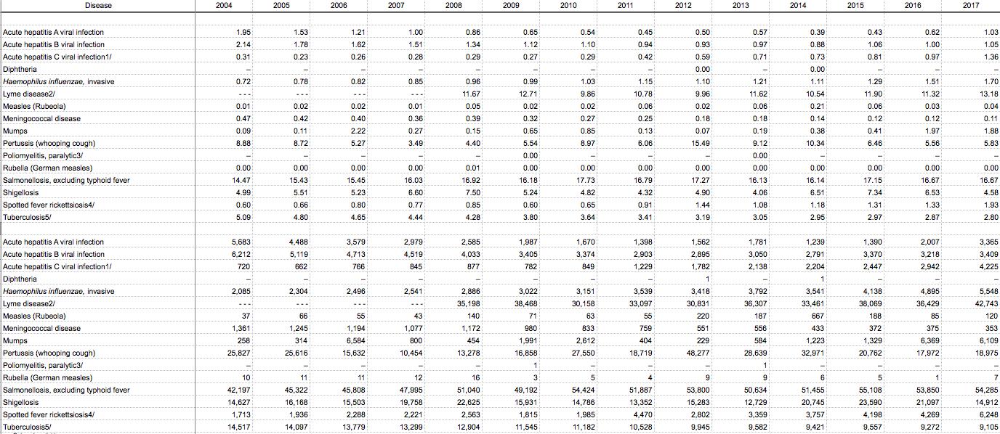 Disease 2004 2005 2006 2007 2008 2009 2010 2011 2012 2013 2014 2015 2016 2017
Acute hepatitis A viral infection 1.95 1.53 1.21 1.00 0.86 0.65 0.54 0.45 0.50 0.57 0.39 0.43 0.62 1.03
Acute hepatitis B viral infection 2.14 1.78 1.62 1.51 1.34 1.12 1.10 0.94 0.93 0.97 0.88 1.06 1.00 1.05
Acute hepatitis C viral infection1/ 0.31 0.23 0.26 0.28 0.29 0.27 0.29 0.42 0.59 0.71 0.73 0.81 0.97 1.36
Diphtheria – – – – – – – – 0.00 – 0.00 – – –
Haemophilus influenzae, invasive 0.72 0.78 0.82 0.85 0.96 0.99 1.03 1.15 1.10 1.21 1.11 1.29 1.51 1.70
Lyme disease2/ - - - - - - - - - - - - 11.67 12.71 9.86 10.78 9.96 11.62 10.54 11.90 11.32 13.18
Measles (Rubeola) 0.01 0.02 0.02 0.01 0.05 0.02 0.02 0.06 0.02 0.06 0.21 0.06 0.03 0.04
Meningococcal disease 0.47 0.42 0.40 0.36 0.39 0.32 0.27 0.25 0.18 0.18 0.14 0.12 0.12 0.11
Mumps 0.09 0.11 2.22 0.27 0.15 0.65 0.85 0.13 0.07 0.19 0.38 0.41 1.97 1.88
Pertussis (whooping cough) 8.88 8.72 5.27 3.49 4.40 5.54 8.97 6.06 15.49 9.12 10.34 6.46 5.56 5.83
Poliomyelitis, paralytic3/ – – – – – 0.00 – – – 0.00 – – – –
Rubella (German measles) 0.00 0.00 0.00 0.00 0.01 0.00 0.00 0.00 0.00 0.00 0.00 0.00 0.00 0.00
Salmonellosis, excluding typhoid fever 14.47 15.43 15.45 16.03 16.92 16.18 17.73 16.79 17.27 16.13 16.14 17.15 16.67 16.67
Shigellosis 4.99 5.51 5.23 6.60 7.50 5.24 4.82 4.32 4.90 4.06 6.51 7.34 6.53 4.58
Spotted fever rickettsiosis4/ 0.60 0.66 0.80 0.77 0.85 0.60 0.65 0.91 1.44 1.08 1.18 1.31 1.33 1.93
Tuberculosis5/ 5.09 4.80 4.65 4.44 4.28 3.80 3.64 3.41 3.19 3.05 2.95 2.97 2.87 2.80
Acute hepatitis A viral infection 5,683 4,488 3,579 2,979 2,585 1,987 1,670 1,398 1,562 1,781 1,239 1,390 2,007 3,365
Acute hepatitis B viral infection 6,212 5,119 4,713 4,519 4,033 3,405 3,374 2,903 2,895 3,050 2,791 3,370 3,218 3,409
Acute hepatitis C viral infection1/ 720 662 766 845 877 782 849 1,229 1,782 2,138 2,204 2,447 2,942 4,225
Diphtheria – – – – – – – – 1 – 1 – – –
Haemophilus influenzae, invasive 2,085 2,304 2,496 2,541 2,886 3,022 3,151 3,539 3,418 3,792 3,541 4,138 4,895 5,548
Lyme disease2/ - - - - - - - - - - - - 35,198 38,468 30,158 33,097 30,831 36,307 33,461 38,069 36,429 42,743
Measles (Rubeola) 37 66 55 43 140 71 63 55 220 187 667 188 85 120
Meningococcal disease 1,361 1,245 1,194 1,077 1,172 980 833 759 551 556 433 372 375 353
Mumps 258 314 6,584 800 454 1,991 2,612 404 229 584 1,223 1,329 6,369 6,109
Pertussis (whooping cough) 25,827 25,616 15,632 10,454 13,278 16,858 27,550 18,719 48,277 28,639 32,971 20,762 17,972 18,975
Poliomyelitis, paralytic3/ – – – – – 1 – – – 1 – – – –
Rubella (German measles) 10 11 11 12 16 3 5 4 9 9 6 5 1 7
Salmonellosis, excluding typhoid fever 42,197 45,322 45,808 47,995 51,040 49,192 54,424 51,887 53,800 50,634 51,455 55,108 53,850 54,285
Shigellosis 14,627 16,168 15,503 19,758 22,625 15,931 14,786 13,352 15,283 12,729 20,745 23,590 21,097 14,912
Spotted fever rickettsiosis4/ 1,713 1,936 2,288 2,221 2,563 1,815 1,985 4,470 2,802 3,359 3,757 4,198 4,269 6,248
Tuberculosis5/ 14,517 14,097 13,779 13,299 12,904 11,545 11,182 10,528 9,945 9,582 9,421 9,557 9,272 9,105